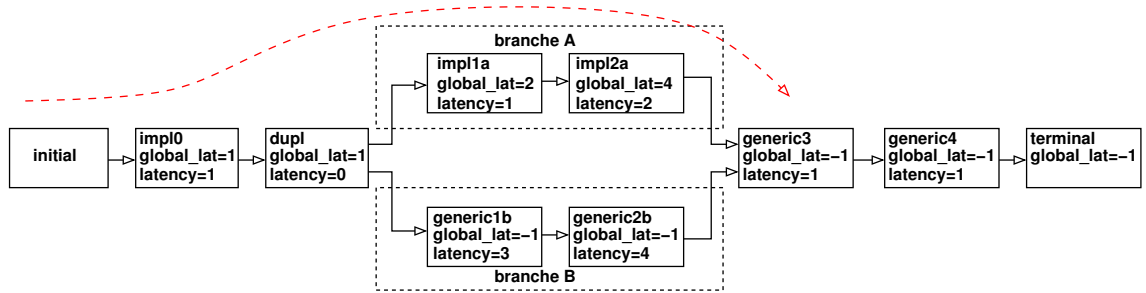 branche A
impl1a
global_lat=2
latency=1
impl2a
global_lat=4
latency=2
initial
impl0
global_lat=1
latency=1
dupl
global_lat=1
latency=0
generic3
global_lat=−1
latency=1
generic4
global_lat=−1
latency=1
terminal
global_lat=−1
generic1b
global_lat=−1
latency=3
generic2b
global_lat=−1
latency=4
branche B